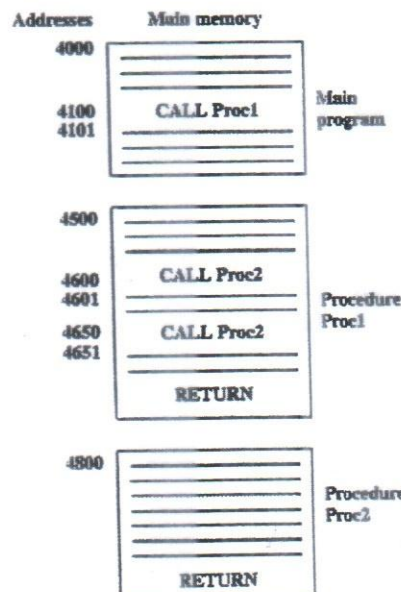 Addresses Main memory
4000
4100 CALL Proc1
4101
Main
program
4500
4600 CALL Proc2
4601
4650 CALL Proc2
4651
RETURN
Procedure
Proc1
4800
Procedure
Proc2
RETURN